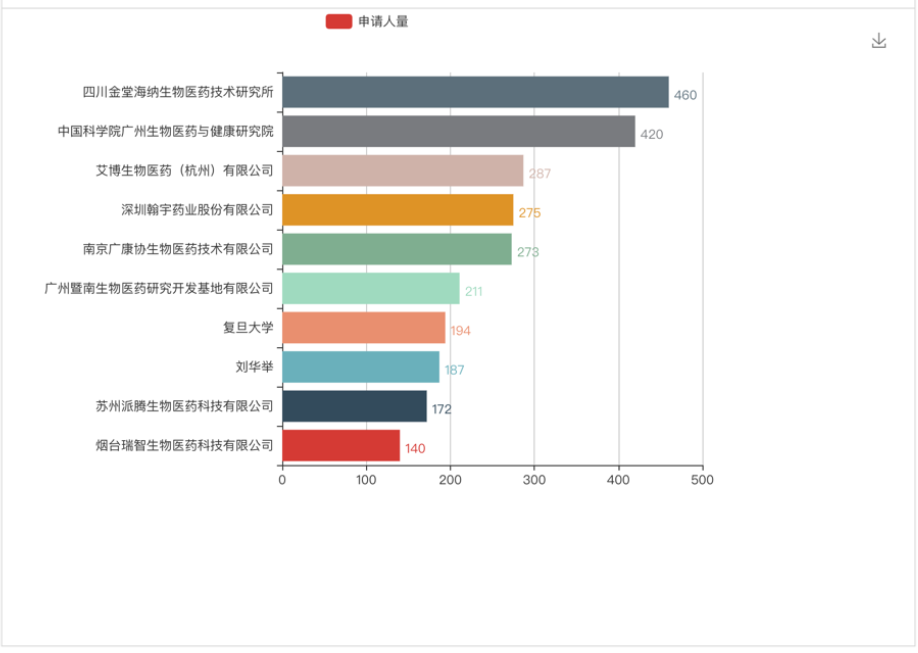 申请人量
四川金堂海纳生物医药技术研究所 460
中国科学院广州生物医药与健康研究院 420
艾博生物医药（杭州）有限公司 287
深圳翰宇药业股份有限公司 275
南京广康协生物医药技术有限公司 273
广州暨南生物医药研究开发基地有限公司 211
复旦大学 194
刘华举 187
苏州派腾生物医药科技有限公司 172
烟台瑞智生物医药科技有限公司 140
0 100 200 300 400 500